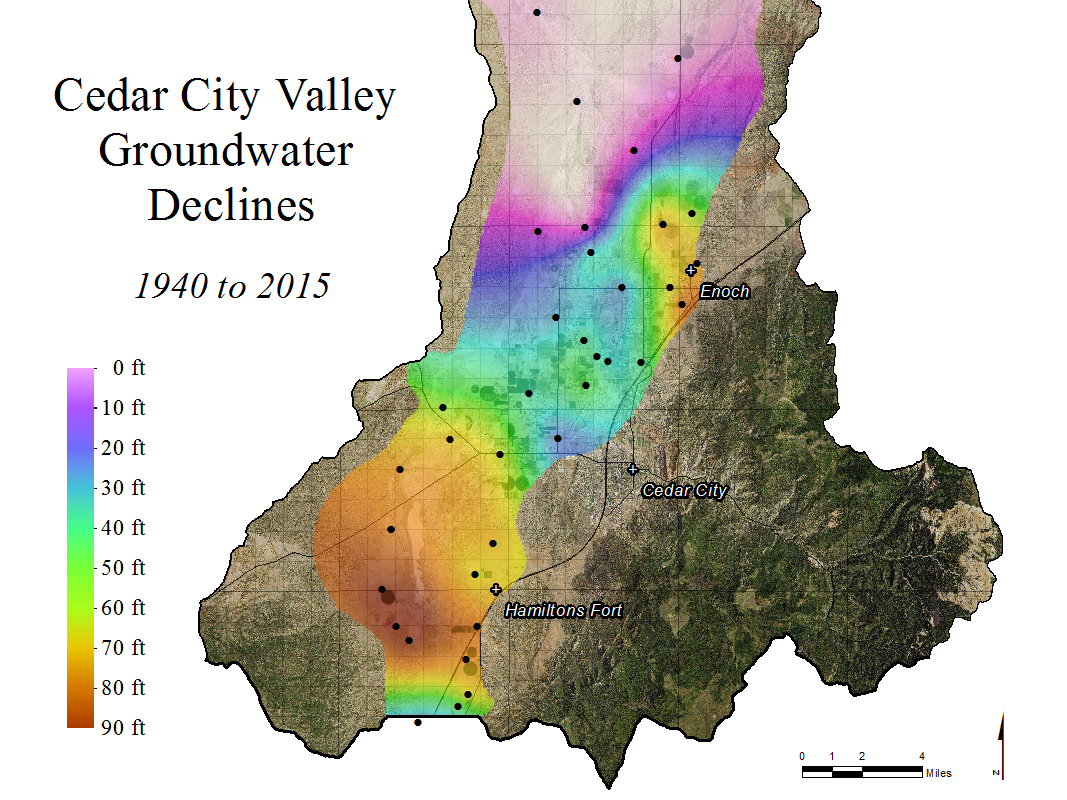 Cedar City Valley
Groundwater
Declines
1940 to 2015
0 ft
10 ft
20 ft
30 ft
40 ft
50 ft
60 ft
70 ft
80 ft
90 ft
Enoch
Cedar City
Hamiltons Fort
0 1 2 4
Miles
N